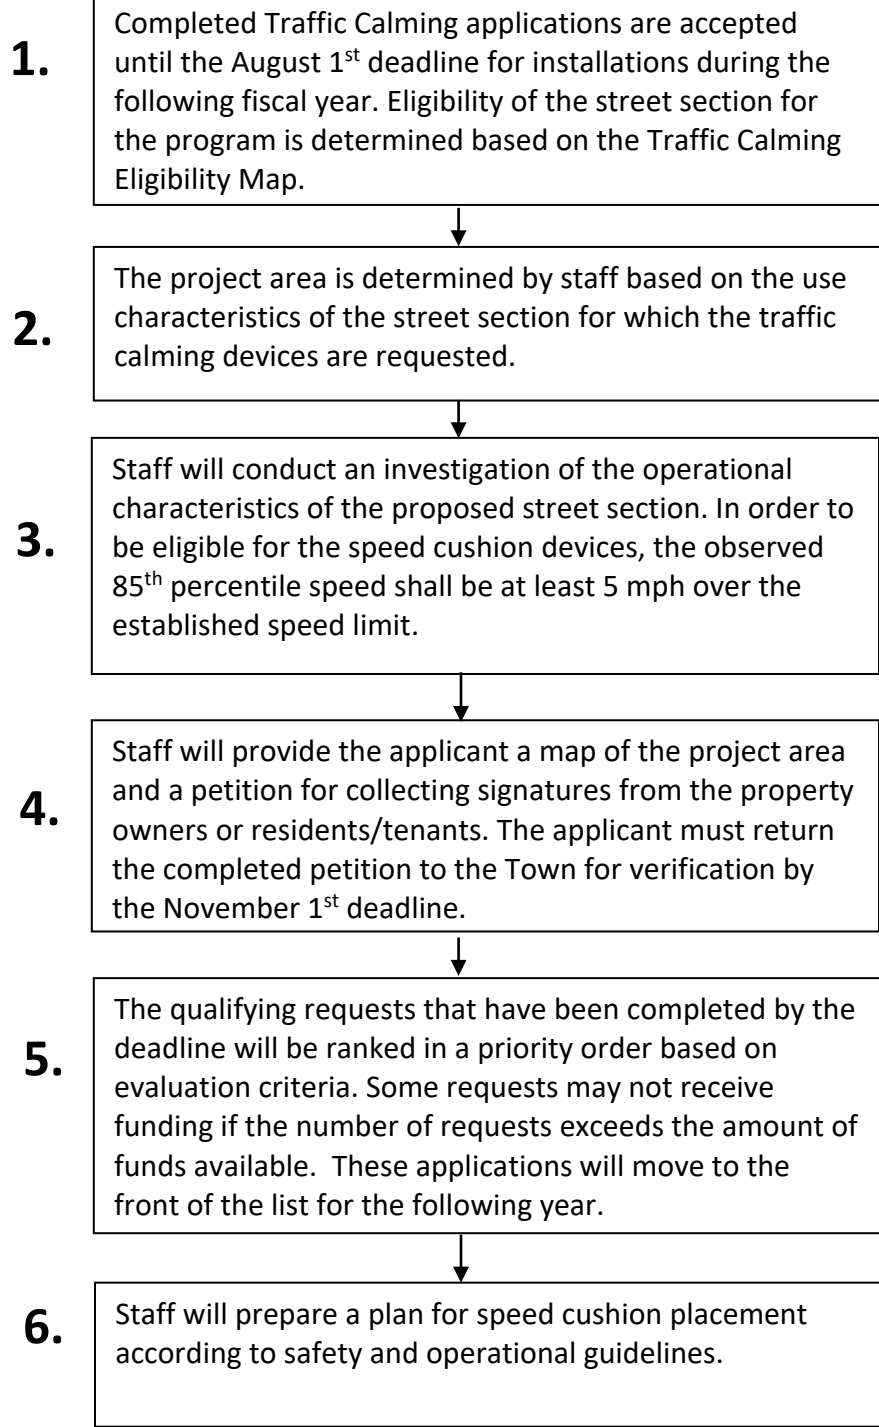 1.
Completed Traffic Calming applications are accepted
until the August 1st deadline for installations during the
following fiscal year. Eligibility of the street section for
the program is determined based on the Traffic Calming
Eligibility Map.
2.
The project area is determined by staff based on the use
characteristics of the street section for which the traffic
calming devices are requested.
3.
Staff will conduct an investigation of the operational
characteristics of the proposed street section. In order to
be eligible for the speed cushion devices, the observed
85th percentile speed shall be at least 5 mph over the
established speed limit.
4.
Staff will provide the applicant a map of the project area
and a petition for collecting signatures from the property
owners or residents/tenants. The applicant must return
the completed petition to the Town for verification by
the November 1st deadline.
5.
The qualifying requests that have been completed by the
deadline will be ranked in a priority order based on
evaluation criteria. Some requests may not receive
funding if the number of requests exceeds the amount of
funds available.  These applications will move to the
front of the list for the following year.
6.
Staff will prepare a plan for speed cushion placement
according to safety and operational guidelines.